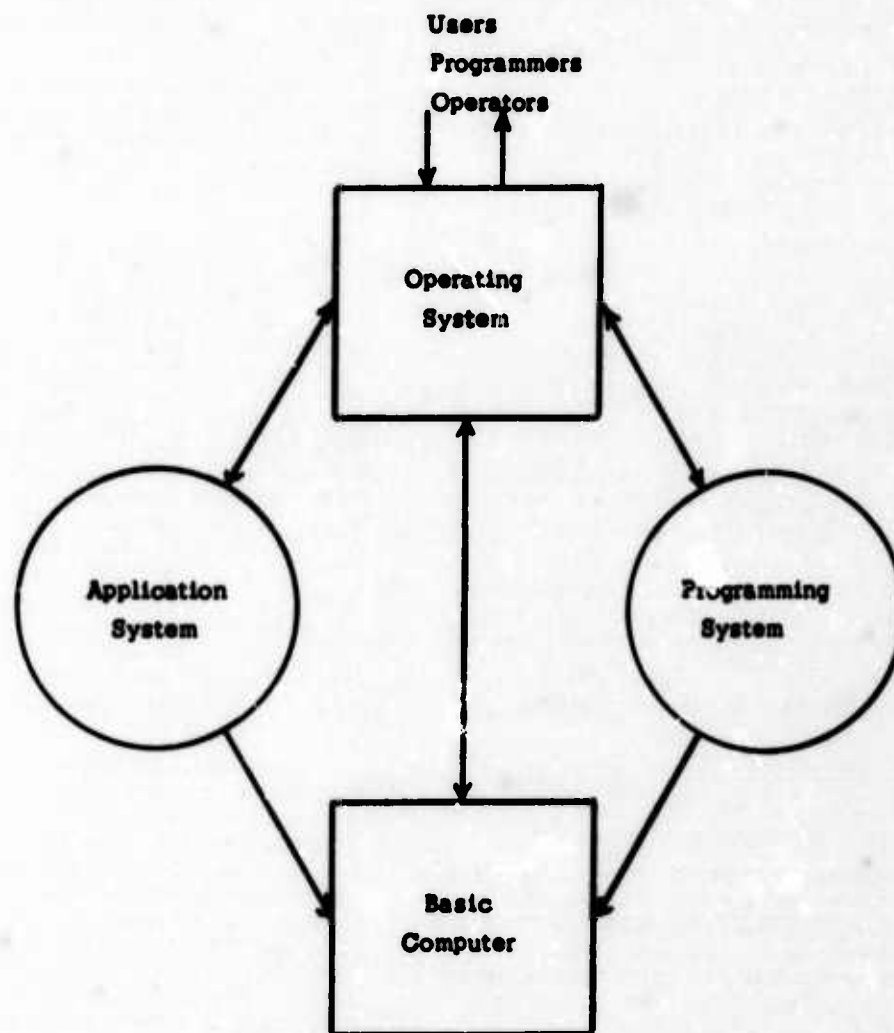 Users
Programmers
Operators
Operating
System
Application
System
Programming
System
Basic
Computer